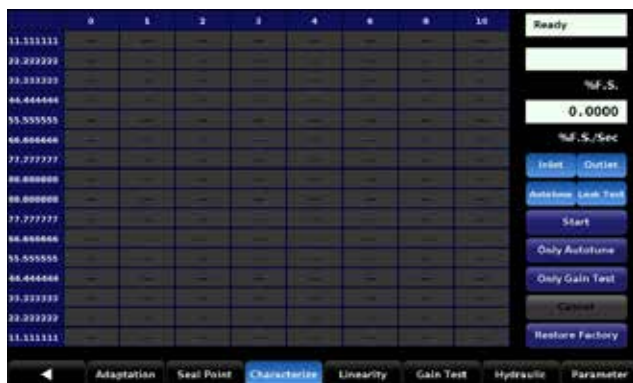 0 1 2 3 4 6 8 10
Ready
11.111111
22.222222
33.333333
%F.S.
44.444444
0.0000
55.555555
66.666666
%F.S./Sec
77.777777
Inlet Outlet
88.888888
88.888888
Autotune Leak Test
77.777777
Start
66.666666
Only Autotune
55.555555
44.444444
Only Gain Test
33.333333
Cancel
22.222222
11.111111
Restore Factory
◄ Adaptation Seal Point Characterize Linearity Gain Test Hydraulic Parameter